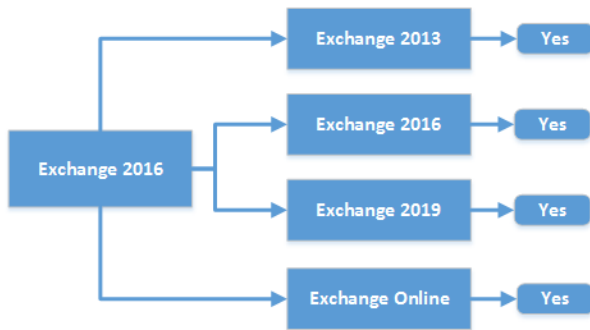 Exchange 2013
Yes
Exchange 2016
Yes
Exchange 2016
Exchange 2019
Yes
Exchange Online
Yes